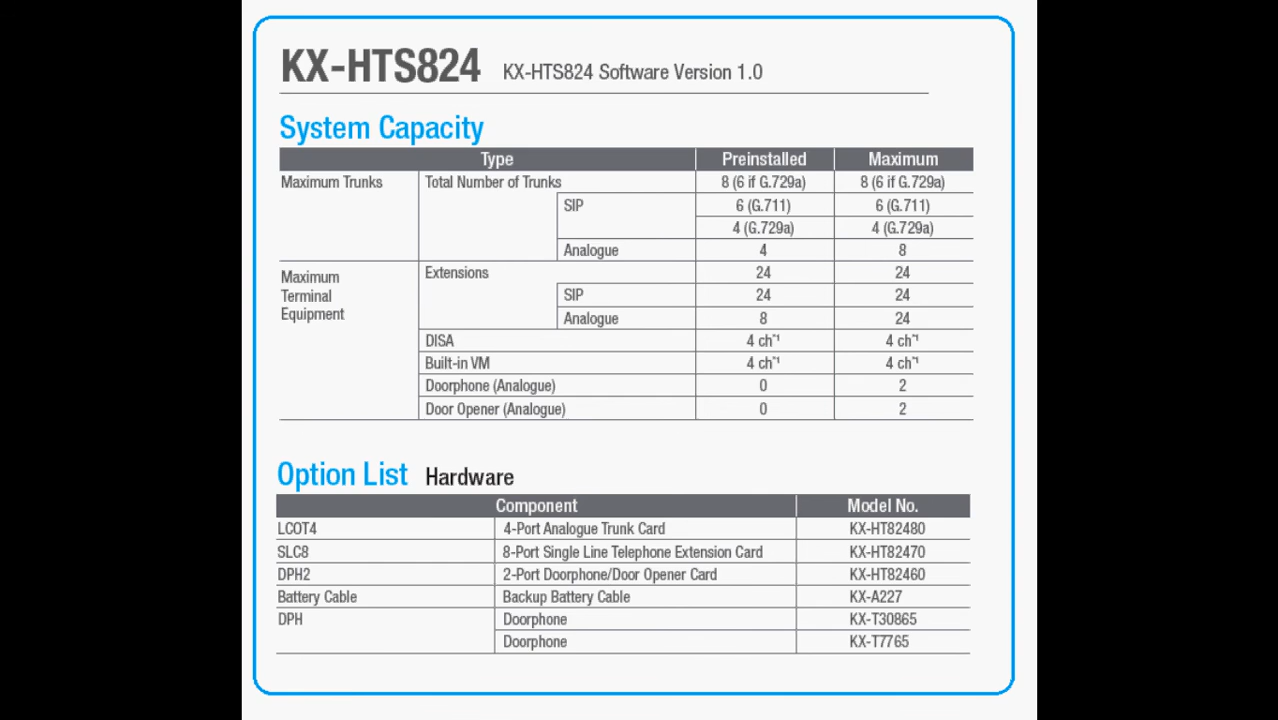 KX-HTS824 KX-HTS824 Software Version 1.0
System Capacity
Type Preinstalled Maximum
Maximum Trunks Total Number of Trunks 8 (6 if G.729a) 8 (6 if G.729a)
SIP 6 (G.711) 6 (G.711)
4 (G.729a) 4 (G.729a)
Analogue 4 8
Maximum Terminal Equipment Extensions 24 24
SIP 24 24
Analogue 8 24
DISA 4 ch*1 4 ch*1
Built-in VM 4 ch*1 4 ch*1
Doorphone (Analogue) 0 2
Door Opener (Analogue) 0 2
Option List Hardware
Component Model No.
LCOT4 4-Port Analogue Trunk Card KX-HT82480
SLC8 8-Port Single Line Telephone Extension Card KX-HT82470
DPH2 2-Port Doorphone/Door Opener Card KX-HT82460
Battery Cable Backup Battery Cable KX-A227
DPH Doorphone KX-T30865
Doorphone KX-T7765